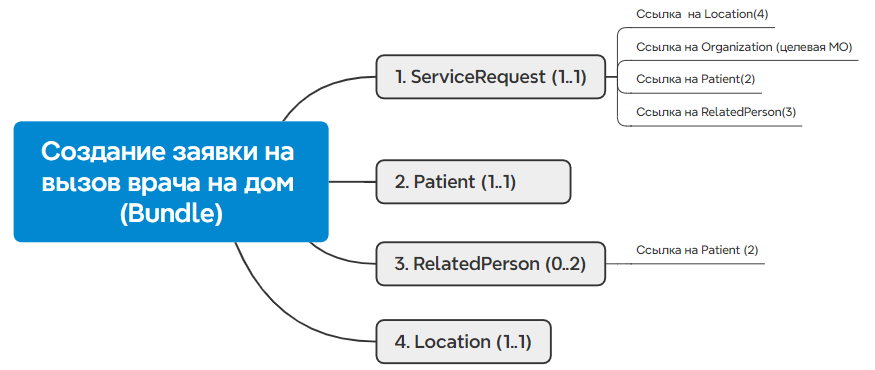 Создание заявки на
вызов врача на дом
(Bundle)
1. ServiceRequest (1..1)
Ссылка на Location(4)
Ссылка на Organization (целевая МО)
Ссылка на Patient(2)
Ссылка на RelatedPerson(3)
2. Patient (1..1)
3. RelatedPerson (0..2)
Ссылка на Patient (2)
4. Location (1..1)